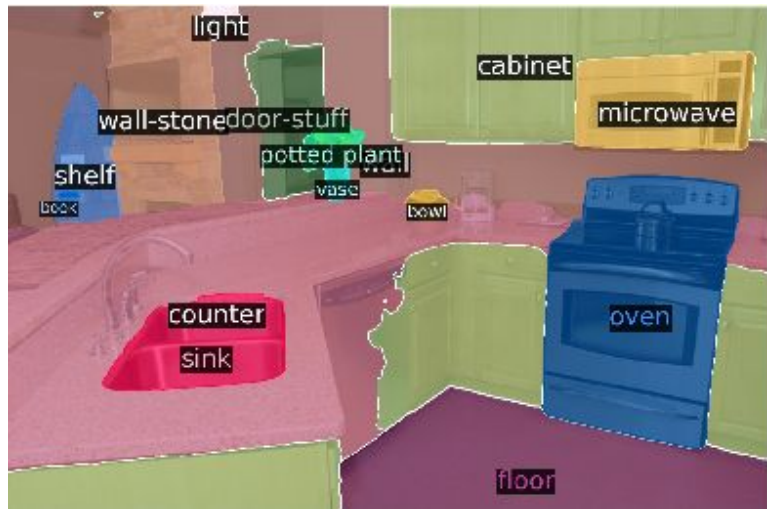 light
cabinet
microwave
wall-stone
door-stuff
potted plant
wall
shelf
vase
book
bowl
counter
oven
sink
floor